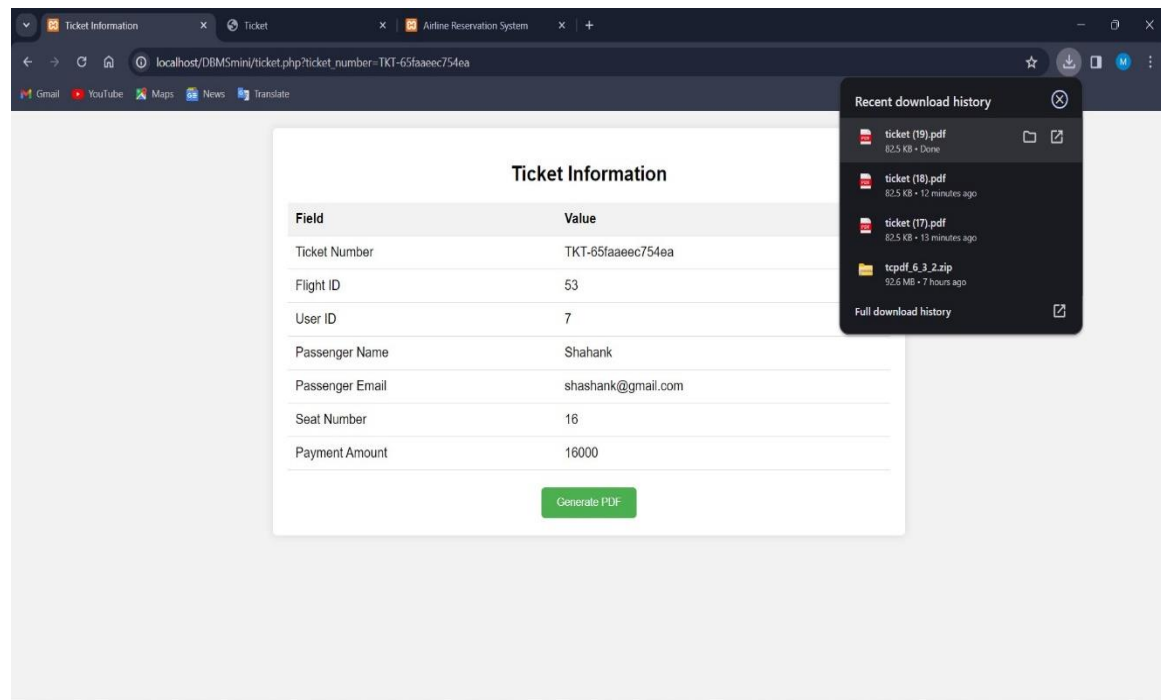 Ticket Information
Ticket
Airline Reservation System
localhost/DBMSmini/ticket.php?ticket_number=TKT-65faaeec754ea
M
Gmail YouTube Maps News Translate
Recent download history
ticket (19).pdf
82.5 KB • Done
ticket (18).pdf
82.5 KB • 12 minutes ago
ticket (17).pdf
82.5 KB • 13 minutes ago
tcpdf_6_3_2.zip
92.6 MB • 7 hours ago
Full download history
Ticket Information
Field Value
Ticket Number TKT-65faaeec754ea
Flight ID 53
User ID 7
Passenger Name Shahank
Passenger Email shashank@gmail.com
Seat Number 16
Payment Amount 16000
Generate PDF